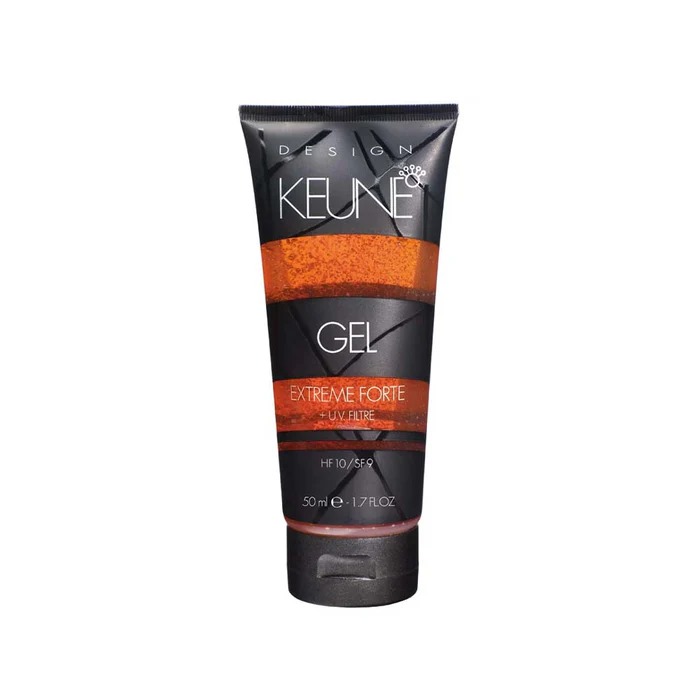 DESIGN
KEUNE
GEL
EXTREME FORTE
+ U.V. FILTRE
HF 10 / SF 9
50 ml ℮ - 1.7 FL.OZ